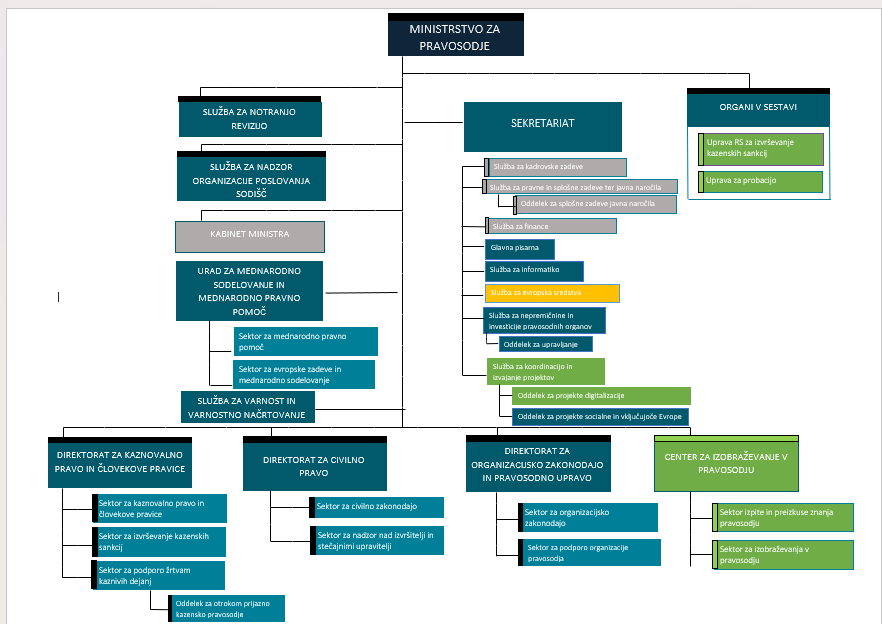 MINISTRSTVO ZA
PRAVOSODJE
SLUŽBA ZA NOTRANJO
REVIZIJO
SLUŽBA ZA NADZOR
ORGANIZACIJE POSLOVANJA
SODIŠČ
KABINET MINISTRA
URAD ZA MEDNARODNO
SODELOVANJE IN
MEDNARODNO PRAVNO
POMOČ
Sektor za mednarodno pravno
pomoč
Sektor za evropske zadeve in
mednarodno sodelovanje
SLUŽBA ZA VARNOST IN
VARNOSTNO NAČRTOVANJE
SEKRETARIAT
Služba za kadrovske zadeve
Služba za pravne in splošne zadeve ter javna naročila
Oddelek za splošne zadeve javna naročila
Služba za finance
Glavna pisarna
Služba za informatiko
Služba za evropska sredstva
Služba za nepremičnine in
investicije pravosodnih organov
Oddelek za upravljanje
Služba za koordinacijo in
izvajanje projektov
Oddelek za projekte digitalizacije
Oddelek za projekte socialne in vključujoče Evrope
ORGANI V SESTAVI
Uprava RS za izvrševanje
kazenskih sankcij
Uprava za probacijo
DIREKTORAT ZA KAZNOVALNO
PRAVO IN ČLOVEKOVE PRAVICE
Sektor za kaznovalno pravo in
človekove pravice
Sektor za izvrševanje kazenskih
sankcij
Sektor za podporo žrtvam
kaznivih dejanj
Oddelek za otrokom prijazno
kazensko pravosodje
DIREKTORAT ZA CIVILNO
PRAVO
Sektor za civilno zakonodajo
Sektor za nadzor nad izvršitelji in
stečajnimi upravitelji
DIREKTORAT ZA
ORGANIZACIJSKO ZAKONODAJO
IN PRAVOSODNO UPRAVO
Sektor za organizacijsko
zakonodajo
Sektor za podporo organizacije
pravosodja
CENTER ZA IZOBRAŽEVANJE V
PRAVOSODJU
Sektor izpite in preizkuse znanja
pravosodju
Sektor za izobraževanja v
pravosodju